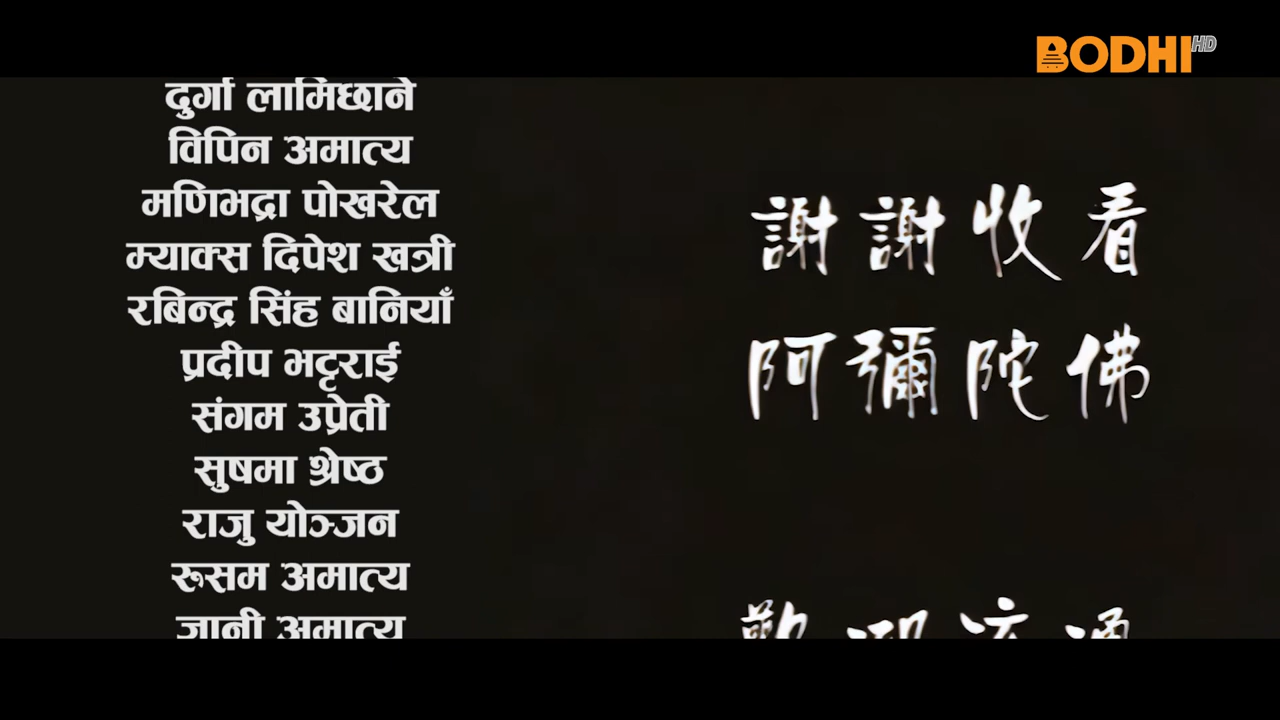 BODHI HD
दुर्गा लामिछाने
विपिन अमात्य
मणिभद्रा पोखरेल
म्याक्स दिपेश खत्री
रबिन्द्र सिंह बानियाँ
प्रदीप भट्टराई
संगम उप्रेती
सुषमा श्रेष्ठ
राजु योञ्जन
रुसम अमात्य
जानी अमात्य
謝謝收看
阿彌陀佛